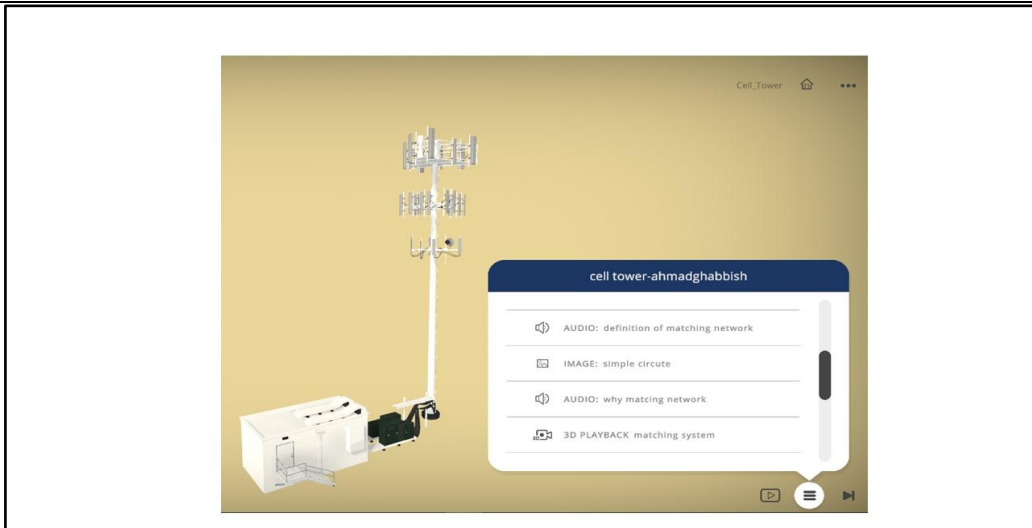 Cell_Tower
cell tower-ahmadghabbish
AUDIO: definition of matching network
IMAGE: simple circute
AUDIO: why matcing network
3D PLAYBACK matching system